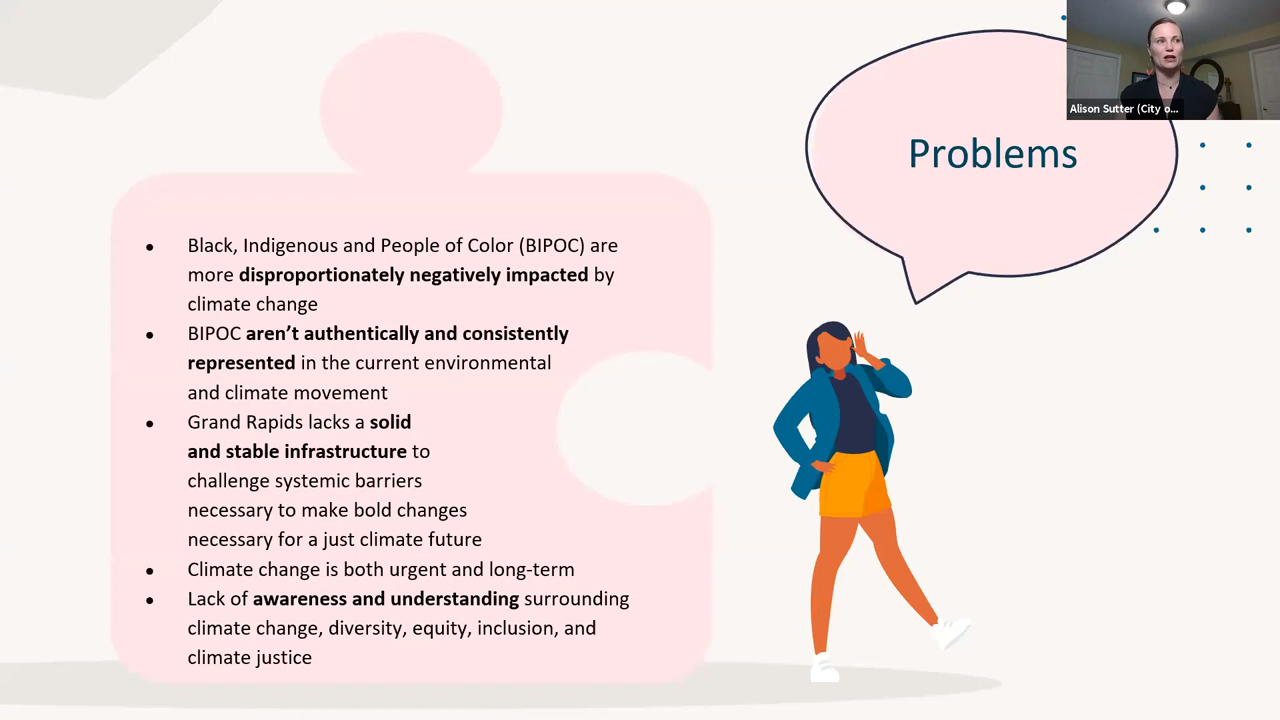 Alison Sutter (City o...
Problems
• Black, Indigenous and People of Color (BIPOC) are
more disproportionately negatively impacted by
climate change
• BIPOC aren’t authentically and consistently
represented in the current environmental
and climate movement
• Grand Rapids lacks a solid
and stable infrastructure to
challenge systemic barriers
necessary to make bold changes
necessary for a just climate future
• Climate change is both urgent and long-term
• Lack of awareness and understanding surrounding
climate change, diversity, equity, inclusion, and
climate justice